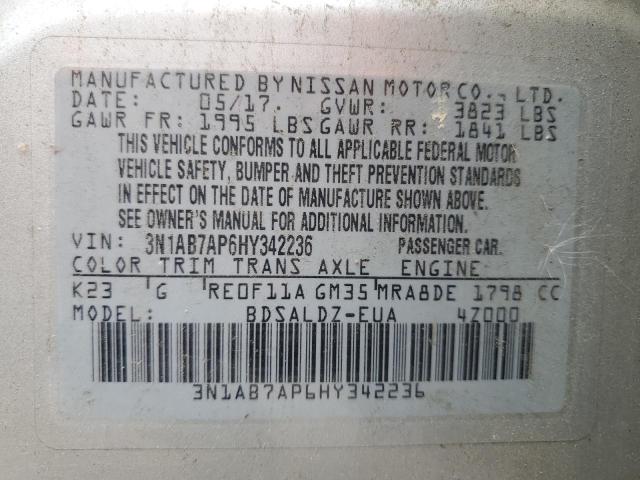 MANUFACTURED BY NISSAN MOTOR CO., LTD.
DATE: 05/17. GVWR: 3823 LBS
GAWR FR: 1995 LBS GAWR RR: 1841 LBS
THIS VEHICLE CONFORMS TO ALL APPLICABLE FEDERAL MOTOR
VEHICLE SAFETY, BUMPER AND THEFT PREVENTION STANDARDS
IN EFFECT ON THE DATE OF MANUFACTURE SHOWN ABOVE.
SEE OWNER'S MANUAL FOR ADDITIONAL INFORMATION.
VIN: 3N1AB7AP6HY342236 PASSENGER CAR.
COLOR TRIM TRANS AXLE ENGINE
K23 G RE0F11A GM35 MRA8DE 1798 CC
MODEL: BDSALDZ-EUA 4Z000
3N1AB7AP6HY342236